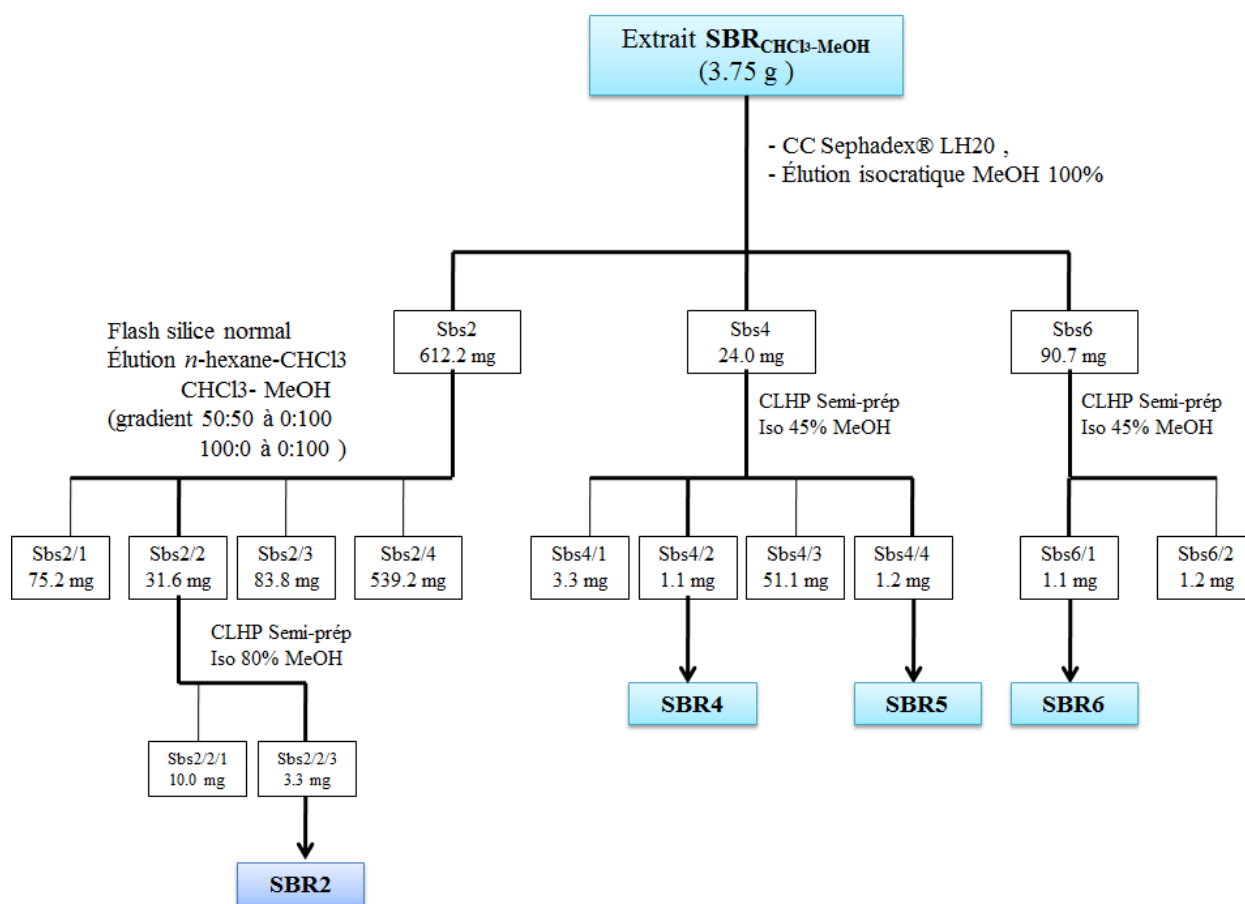 Extrait SBR CHCl3-MeOH
(3.75 g )
- CC Sephadex® LH20 ,
- Élution isocratique MeOH 100%
Flash silice normal
Élution n-hexane-CHCl3
CHCl3- MeOH
(gradient 50:50 à 0:100
100:0 à 0:100 )
Sbs2
612.2 mg
Sbs4
24.0 mg
Sbs6
90.7 mg
CLHP Semi-prép
Iso 45% MeOH
CLHP Semi-prép
Iso 45% MeOH
Sbs2/1
75.2 mg
Sbs2/2
31.6 mg
Sbs2/3
83.8 mg
Sbs2/4
539.2 mg
Sbs4/1
3.3 mg
Sbs4/2
1.1 mg
Sbs4/3
51.1 mg
Sbs4/4
1.2 mg
Sbs6/1
1.1 mg
Sbs6/2
1.2 mg
CLHP Semi-prép
Iso 80% MeOH
SBR4
SBR5
SBR6
Sbs2/2/1
10.0 mg
Sbs2/2/3
3.3 mg
SBR2